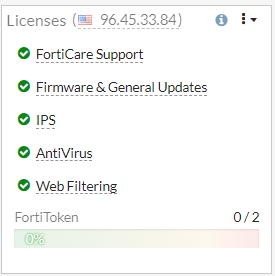 Licenses (96.45.33.84)
FortiCare Support
Firmware & General Updates
IPS
AntiVirus
Web Filtering
FortiToken 0 / 2
0%